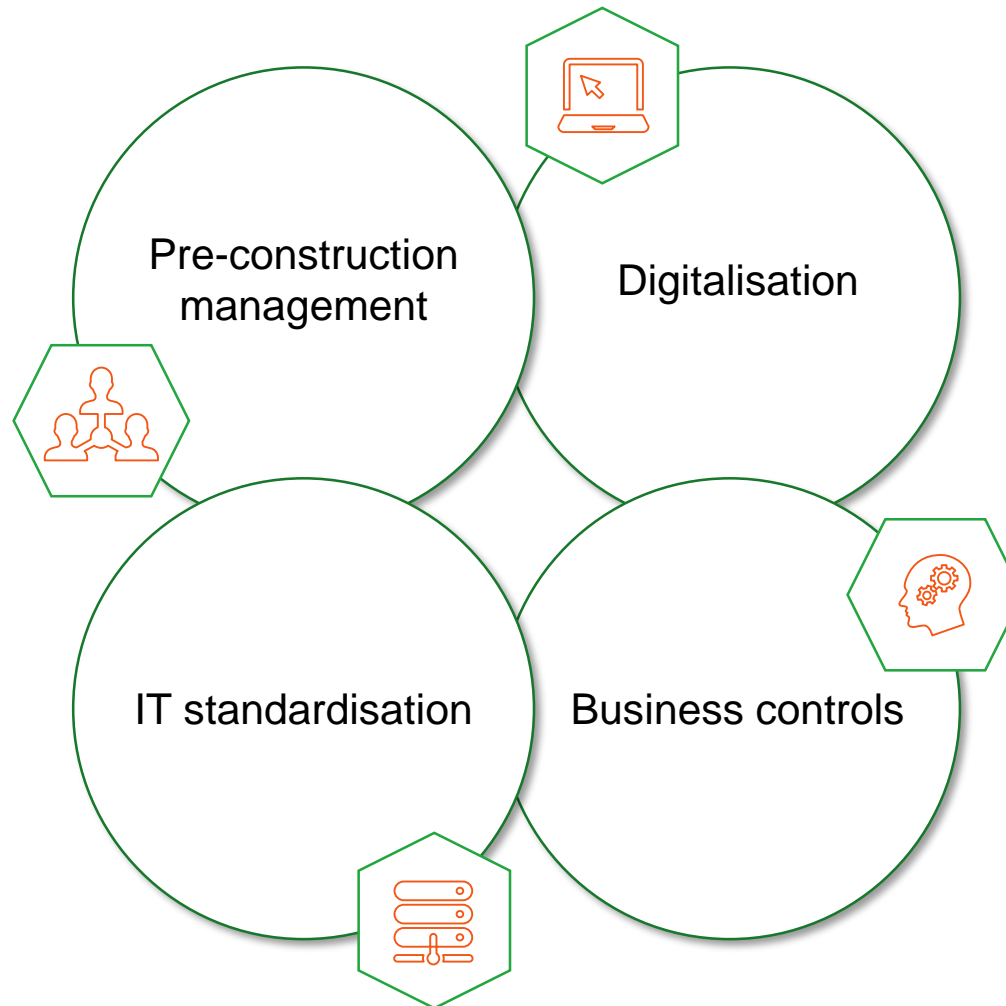 Pre-construction
management
Digitalisation
IT standardisation
Business controls